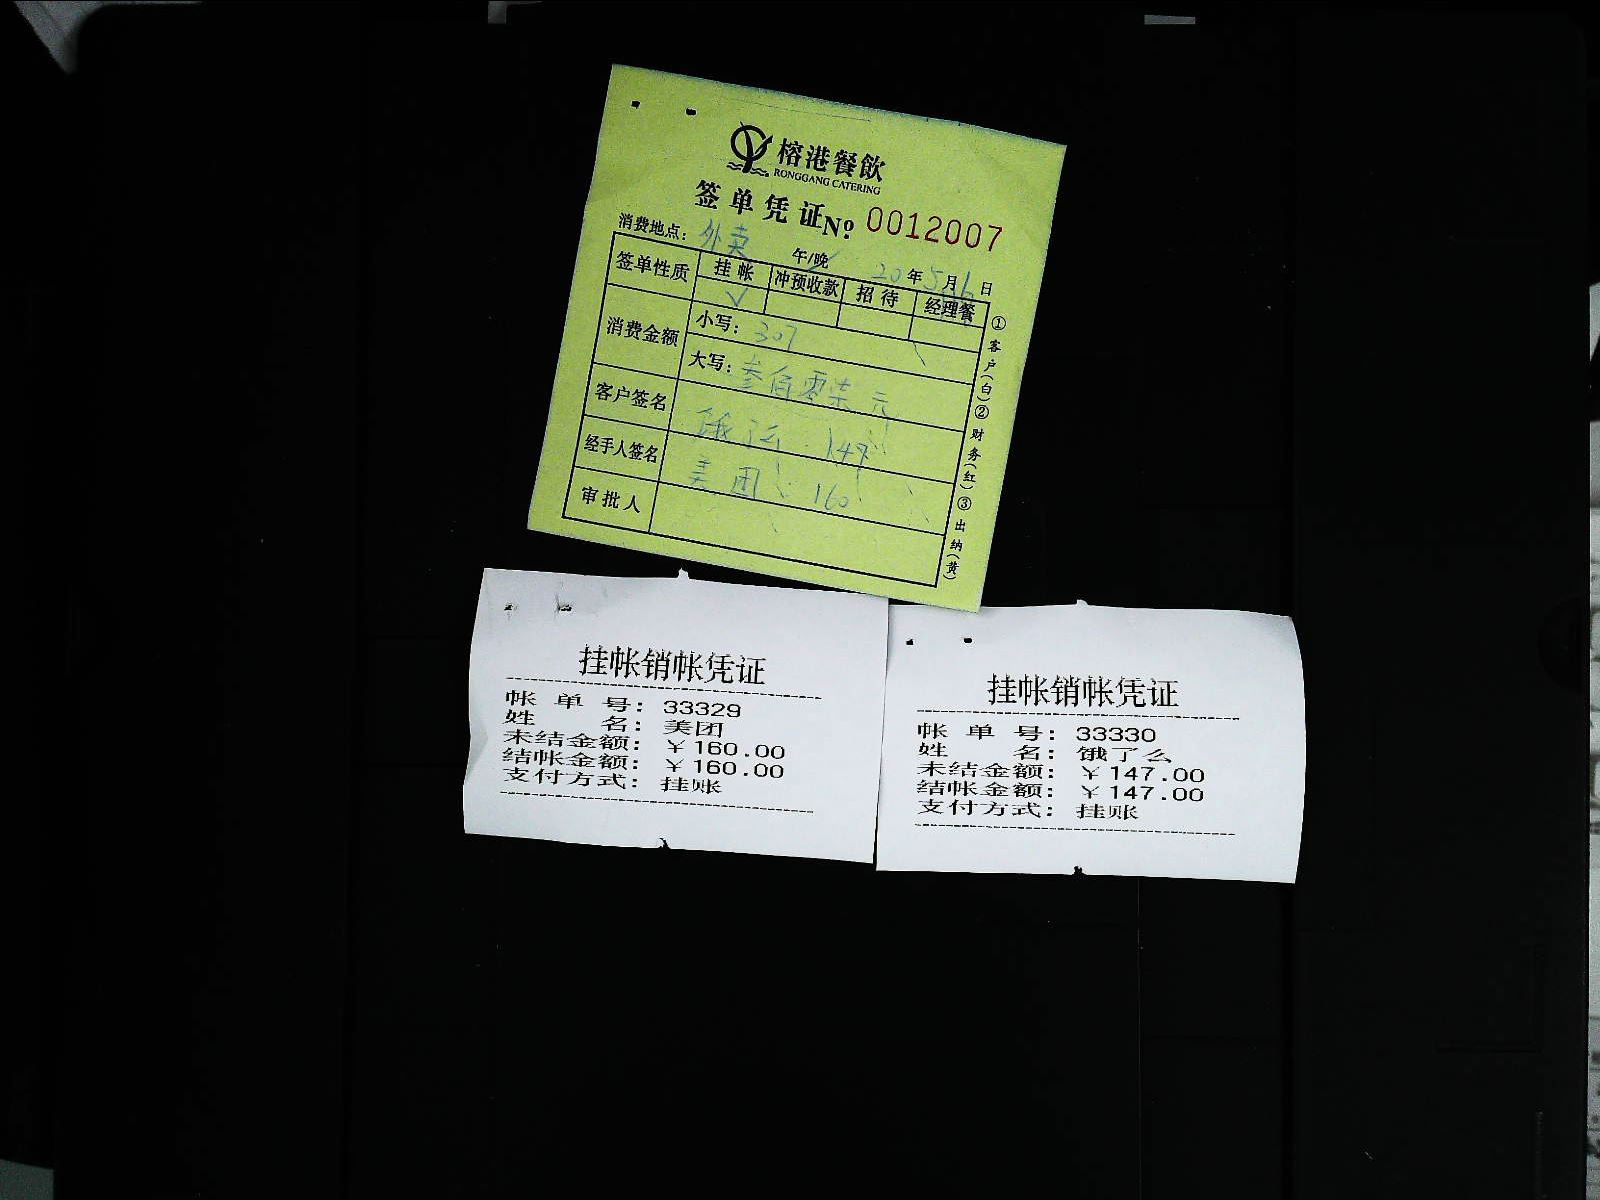 榕港餐飲
RONGGANG CATERING
签单凭证 № 0012007
消费地点: 外卖 午/晚 20年5月6日
签单性质 挂帐 冲预收款 招待 经理餐
√
消费金额 小写: 307
大写: 叁佰零柒元
客户签名 饿了么 147
经手人签名 美团 160
审批人
①客户(白)②财务(红)③出纳(黄)
挂帐销帐凭证
帐单号: 33329
姓名: 美团
未结金额: ￥160.00
结帐金额: ￥160.00
支付方式: 挂账
挂帐销帐凭证
帐单号: 33330
姓名: 饿了么
未结金额: ￥147.00
结帐金额: ￥147.00
支付方式: 挂账